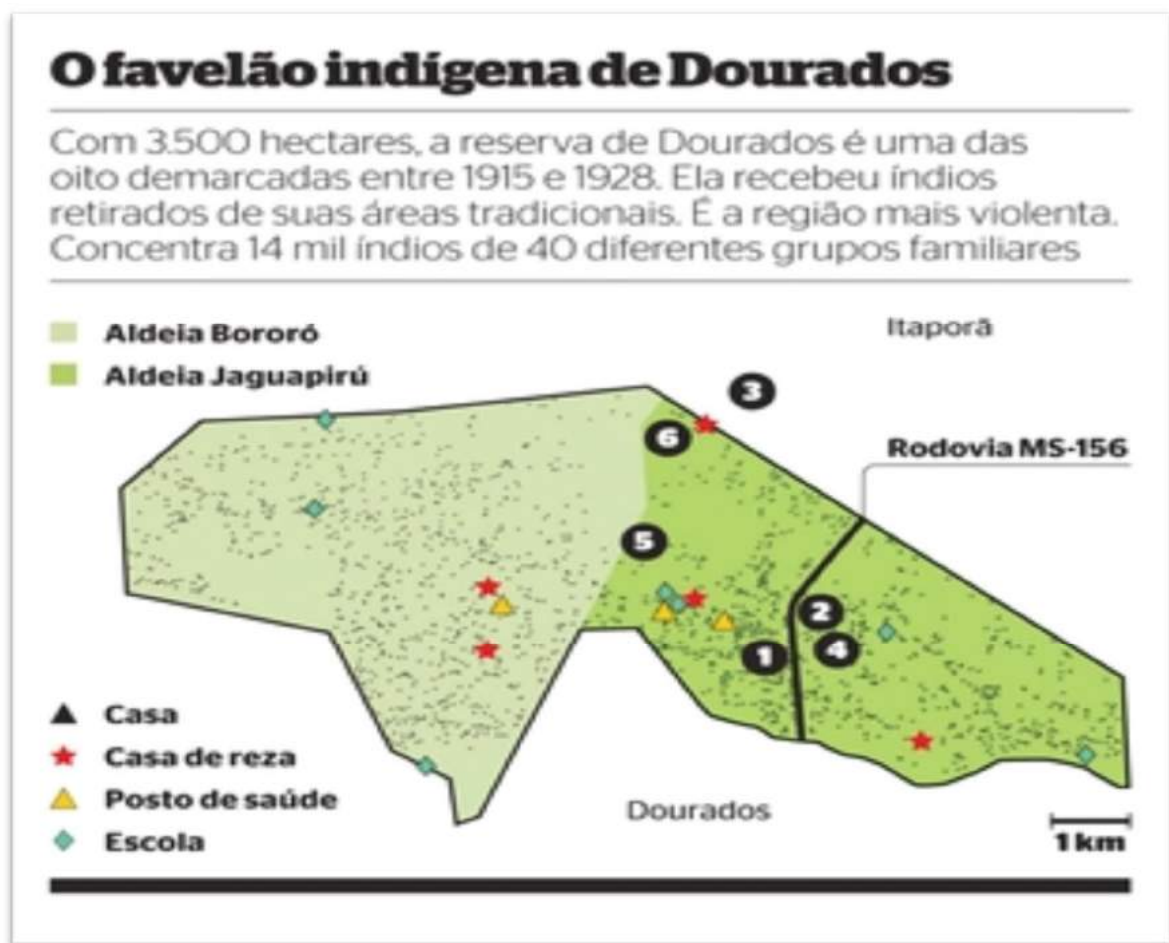 O favelão indígena de Dourados
Com 3.500 hectares, a reserva de Dourados é uma das
oito demarcadas entre 1915 e 1928. Ela recebeu índios
retirados de suas áreas tradicionais. É a região mais violenta.
Concentra 14 mil índios de 40 diferentes grupos familiares
Aldeia Bororó
Aldeia Jaguapirú
Itaporã
3
6
Rodovia MS-156
5
2
1
4
Casa
Casa de reza
Posto de saúde
Escola
Dourados
1 km